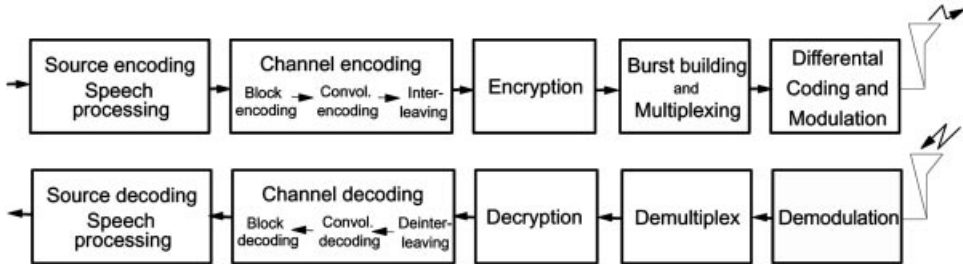 Source encoding
Speech
processing
Channel encoding
Block
encoding
Convol.
encoding
Inter-
leaving
Encryption
Burst building
and
Multiplexing
Differental
Coding and
Modulation
Source decoding
Speech
processing
Channel decoding
Block
decoding
Convol.
decoding
Deinter-
leaving
Decryption
Demultiplex
Demodulation